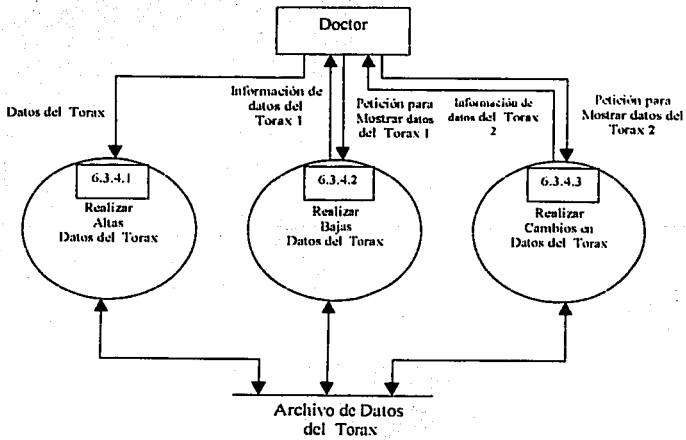 Doctor
Datos del Torax
Información de
datos del
Torax 1
Petición para
Mostrar datos
del Torax 1
Información de
datos del Torax
2
Petición para
Mostrar datos del
Torax 2
6.3.4.1
Realizar
Altas
Datos del Torax
6.3.4.2
Realizar
Bajas
Datos del Torax
6.3.4.3
Realizar
Cambios en
Datos del Torax
Archivo de Datos
del Torax